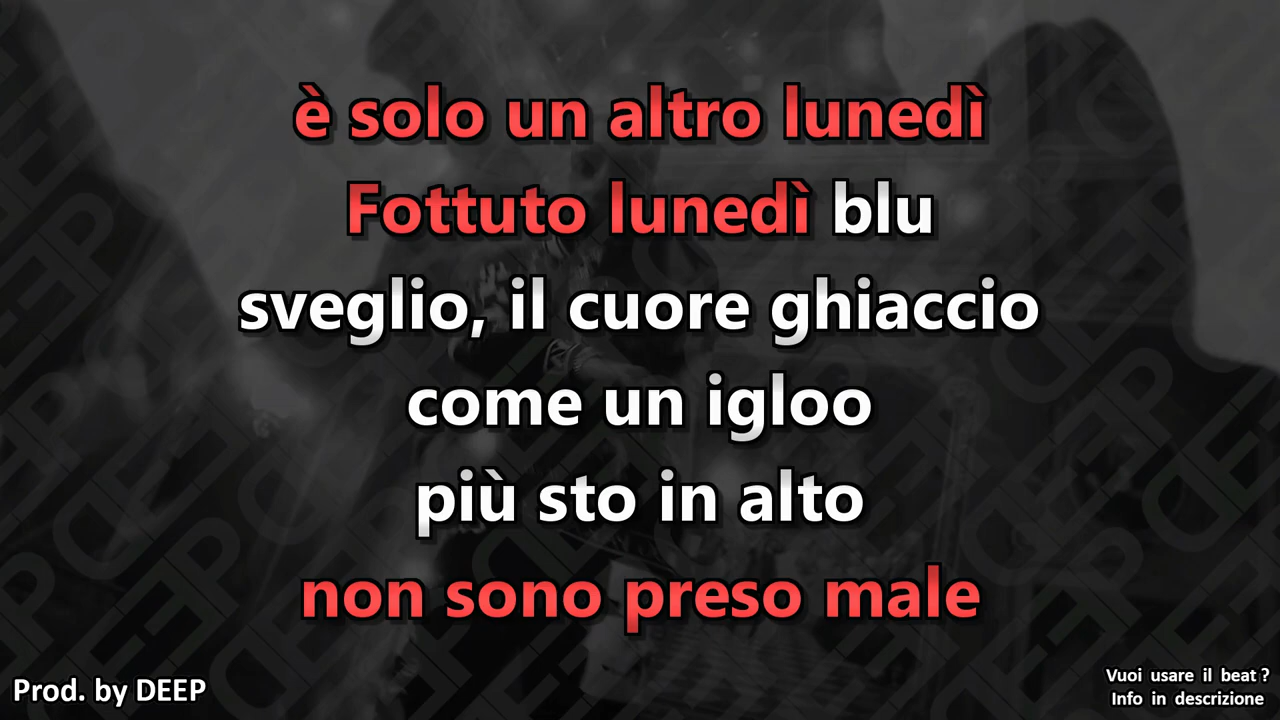 è solo un altro lunedì
Fottuto lunedì blu
sveglio, il cuore ghiaccio
come un igloo
più sto in alto
non sono preso male
Prod. by DEEP
Vuoi usare il beat ?
Info in descrizione